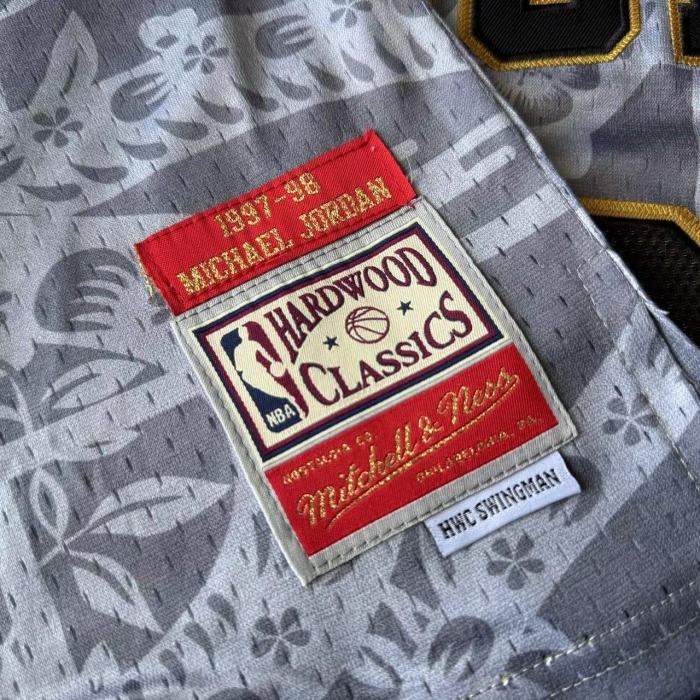 1997-98
MICHAEL JORDAN
HARDWOOD
CLASSICS
NBA
NOSTALGIA CO.
Mitchell & Ness
PHILADELPHIA, PA.
HWC SWINGMAN